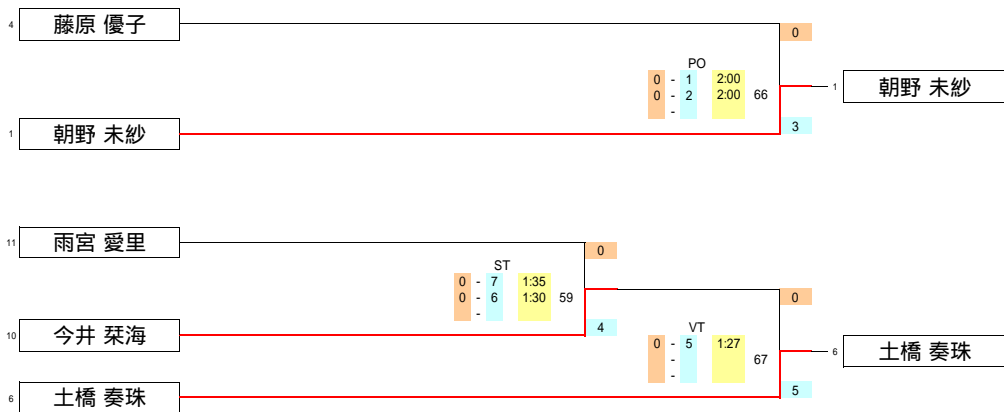 4 藤原 優子
0
PO
0 - 1 2:00
0 - 2 2:00 66
-
1 朝野 未紗
1 朝野 未紗
3
11 雨宮 愛里
0
ST
0 - 7 1:35
0 - 6 1:30 59
-
0
10 今井 栞海
4
VT
0 - 5 1:27
- 67
-
6 土橋 奏珠
6 土橋 奏珠
5